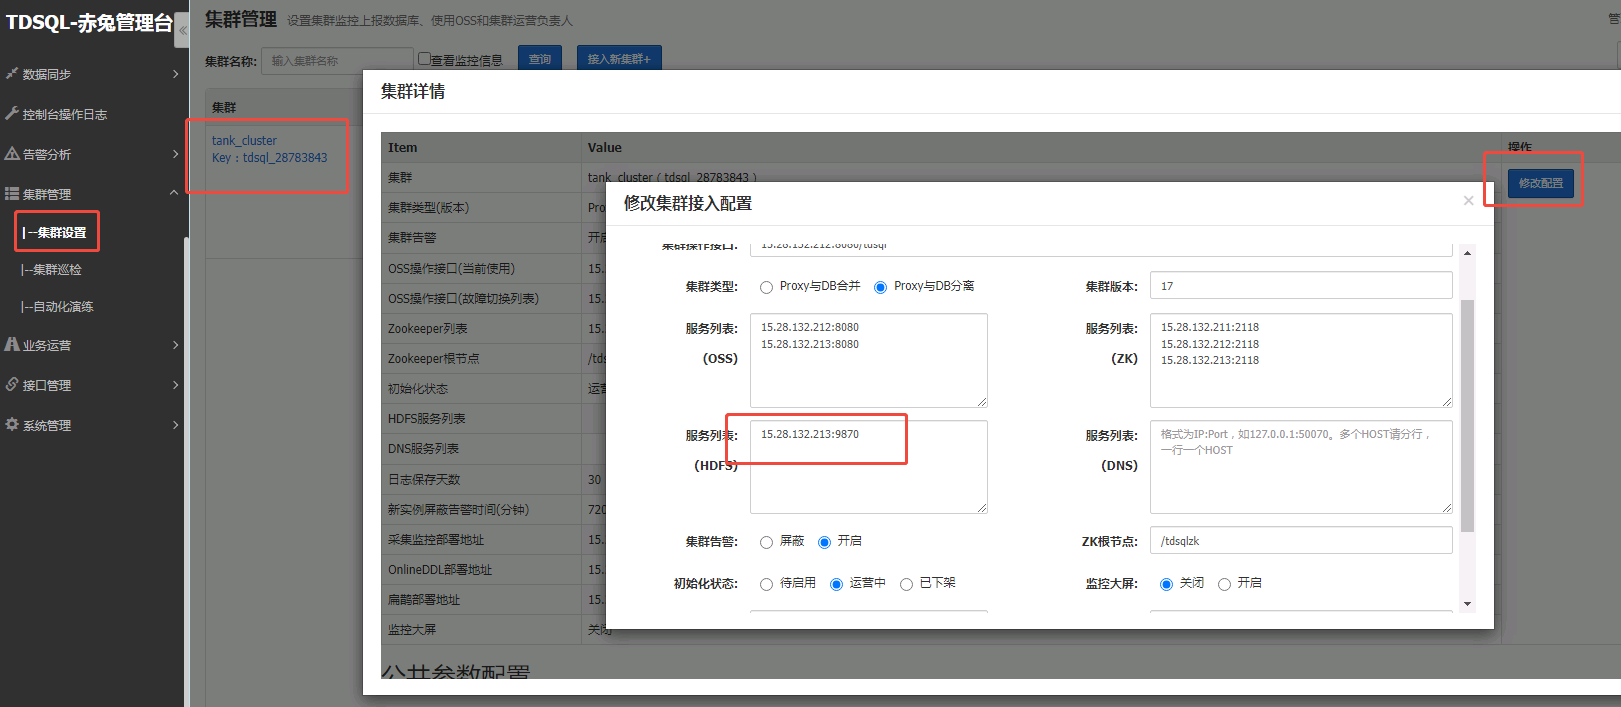 TDSQL-赤兔管理台
数据同步
控制台操作日志
告警分析
集群管理
|--集群设置
|--集群巡检
|--自动化演练
业务运营
接口管理
系统管理
集群管理 设置集群监控上报数据库、使用OSS和集群运营负责人
集群名称: 输入集群名称 查看监控信息 查询 接入新集群+
集群
tank_cluster
Key：tdsql_28783843
集群详情
Item Value 操作
集群 tank_cluster（tdsql_28783843） 修改配置
集群类型(版本)
集群告警
OSS操作接口(当前使用) 15.
OSS操作接口(故障切换列表) 15.
Zookeeper列表 15.
Zookeeper根节点 /tds
初始化状态
HDFS服务列表
DNS服务列表
日志保存天数 30
新实例屏蔽告警时间(分钟) 720
采集监控部署地址 15.
OnlineDDL部署地址 15.
扁鹊部署地址 15.
监控大屏 关闭
公共参数配置
修改集群接入配置 ×
集群操作接口: 15.28.132.212:8080/tdsql
集群类型: Proxy与DB合并 Proxy与DB分离 集群版本: 17
服务列表: (OSS)
15.28.132.212:8080
15.28.132.213:8080
服务列表: (ZK)
15.28.132.211:2118
15.28.132.212:2118
15.28.132.213:2118
服务列表: (HDFS)
15.28.132.213:9870
服务列表: (DNS)
格式为IP:Port，如127.0.0.1:50070。多个HOST请分行，
一行一个HOST
集群告警: 屏蔽 开启 ZK根节点: /tdsqlzk
初始化状态: 待启用 运营中 已下架 监控大屏: 关闭 开启